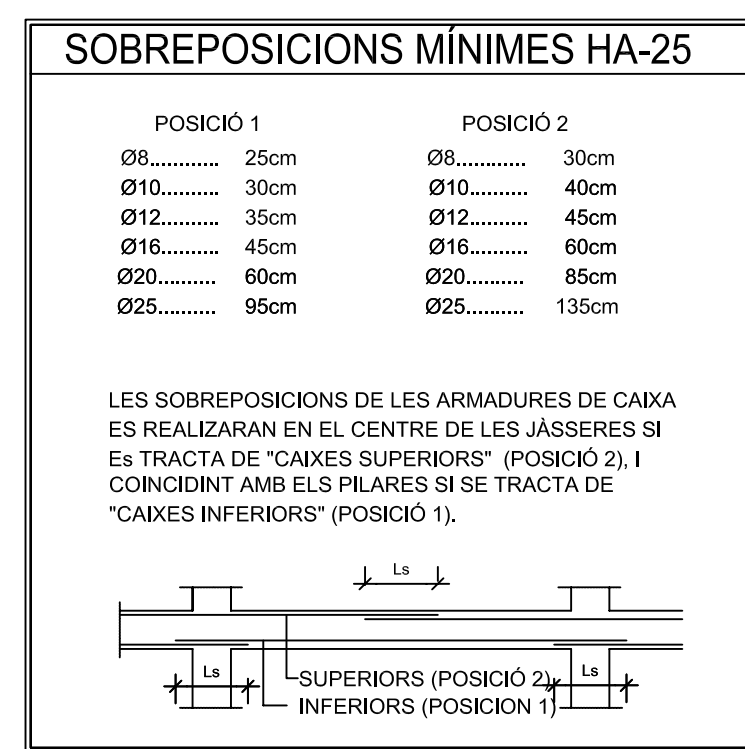 SOBREPOSICIONS MÍNIMES HA-25
POSICIÓ 1
Ø8........... 25cm
Ø10.......... 30cm
Ø12.......... 35cm
Ø16.......... 45cm
Ø20.......... 60cm
Ø25.......... 95cm
POSICIÓ 2
Ø8............ 30cm
Ø10.......... 40cm
Ø12.......... 45cm
Ø16.......... 60cm
Ø20.......... 85cm
Ø25.......... 135cm
LES SOBREPOSICIONS DE LES ARMADURES DE CAIXA
ES REALIZARAN EN EL CENTRE DE LES JÀSSERES SI
Es TRACTA DE "CAIXES SUPERIORS" (POSICIÓ 2), I
COINCIDINT AMB ELS PILARES SI SE TRACTA DE
"CAIXES INFERIORS" (POSICIÓ 1).
Ls
Ls
SUPERIORS (POSICIÓ 2)
Ls
INFERIORS (POSICION 1)